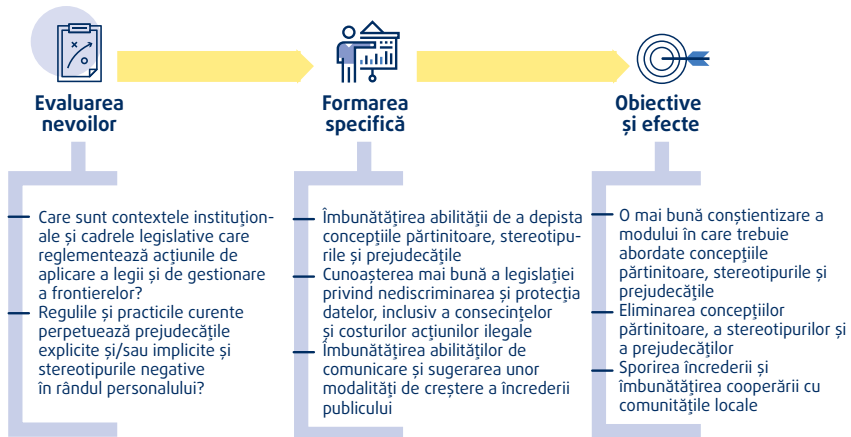 Evaluarea
nevoilor
Care sunt contextele instituțion-
ale și cadrele legislative care
reglementează acțiunile de
aplicare a legii și de gestionare
a frontierelor?
Regulile și practicile curente
perpetuează prejudecățile
explicite și/sau implicite și
stereotipurile negative
în rândul personalului?
Formarea
specifică
Îmbunătățirea abilității de a depista
concepțiile părtinitoare, stereotipu-
rile și prejudecățile
Cunoașterea mai bună a legislației
privind nediscriminarea și protecția
datelor, inclusiv a consecințelor
și costurilor acțiunilor ilegale
Îmbunătățirea abilităților de
comunicare și sugerarea unor
modalități de creștere a încrederii
publicului
Obiective
și efecte
O mai bună conștientizare a
modului în care trebuie
abordate concepțiile
părtinitoare, stereotipurile și
prejudecățile
Eliminarea concepțiilor
părtinitoare, a stereotipurilor și
a prejudecăților
Sporirea încrederii și
îmbunătățirea cooperării cu
comunitățile locale